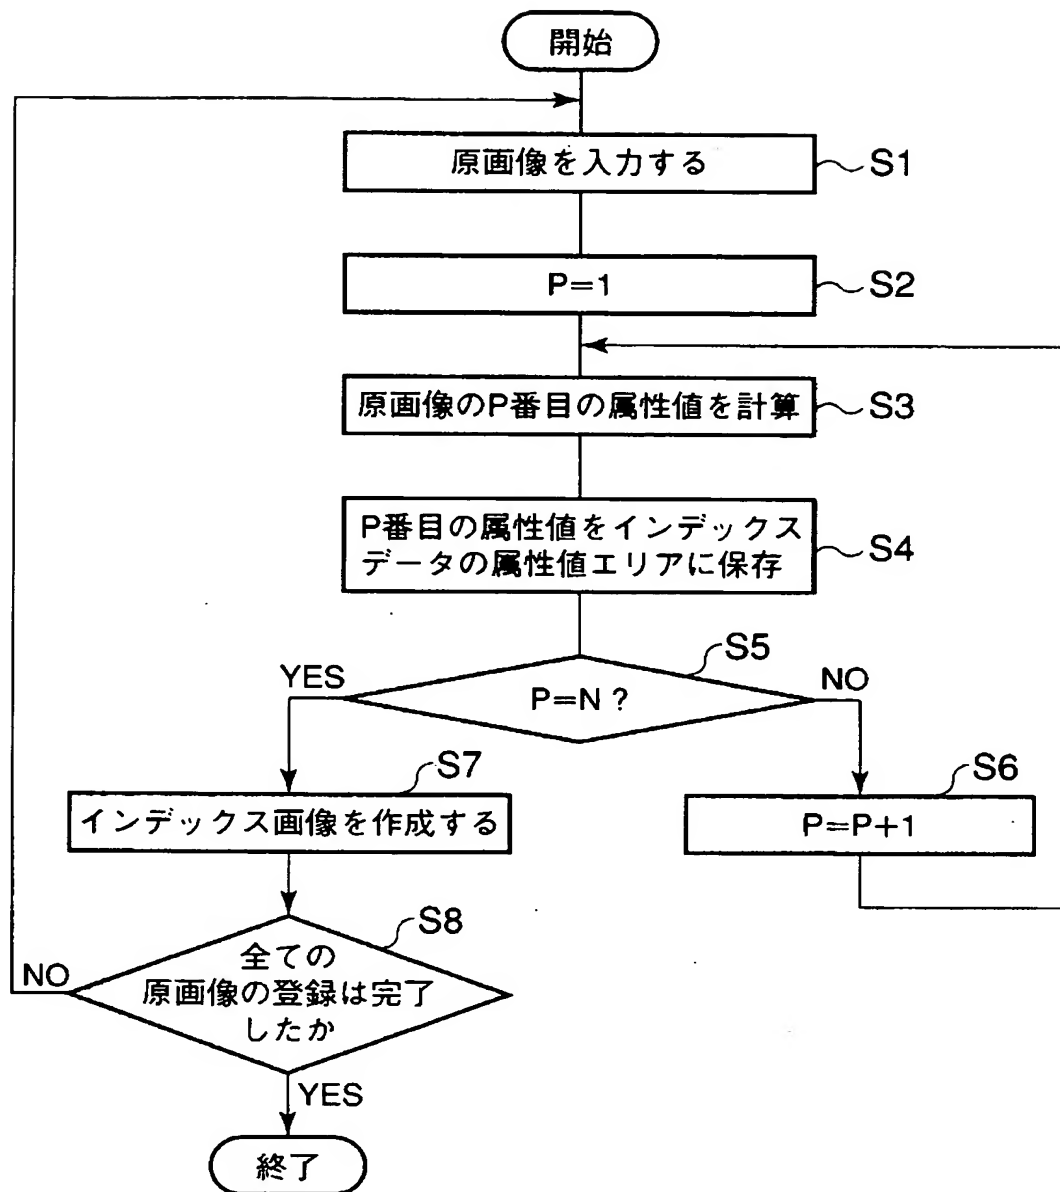 開始
原画像を入力する
S1
P=1
S2
原画像のP番目の属性値を計算
S3
P番目の属性値をインデックス
データの属性値エリアに保存
S4
S5
YES
P=N ?
NO
S7
インデックス画像を作成する
S6
P=P+1
S8
全ての
原画像の登録は完了
したか
NO
YES
終了